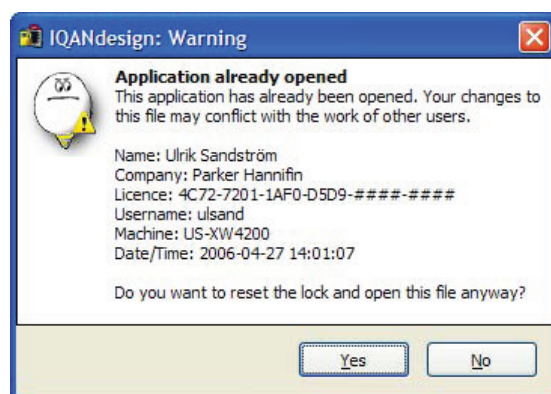 IQANdesign: Warning
Application already opened
This application has already been opened. Your changes to
this file may conflict with the work of other users.
Name: Ulrik Sandström
Company: Parker Hannifin
Licence: 4C72-7201-1AF0-D5D9-####-####
Username: ulsand
Machine: US-XW4200
Date/Time: 2006-04-27 14:01:07
Do you want to reset the lock and open this file anyway?
Yes
No